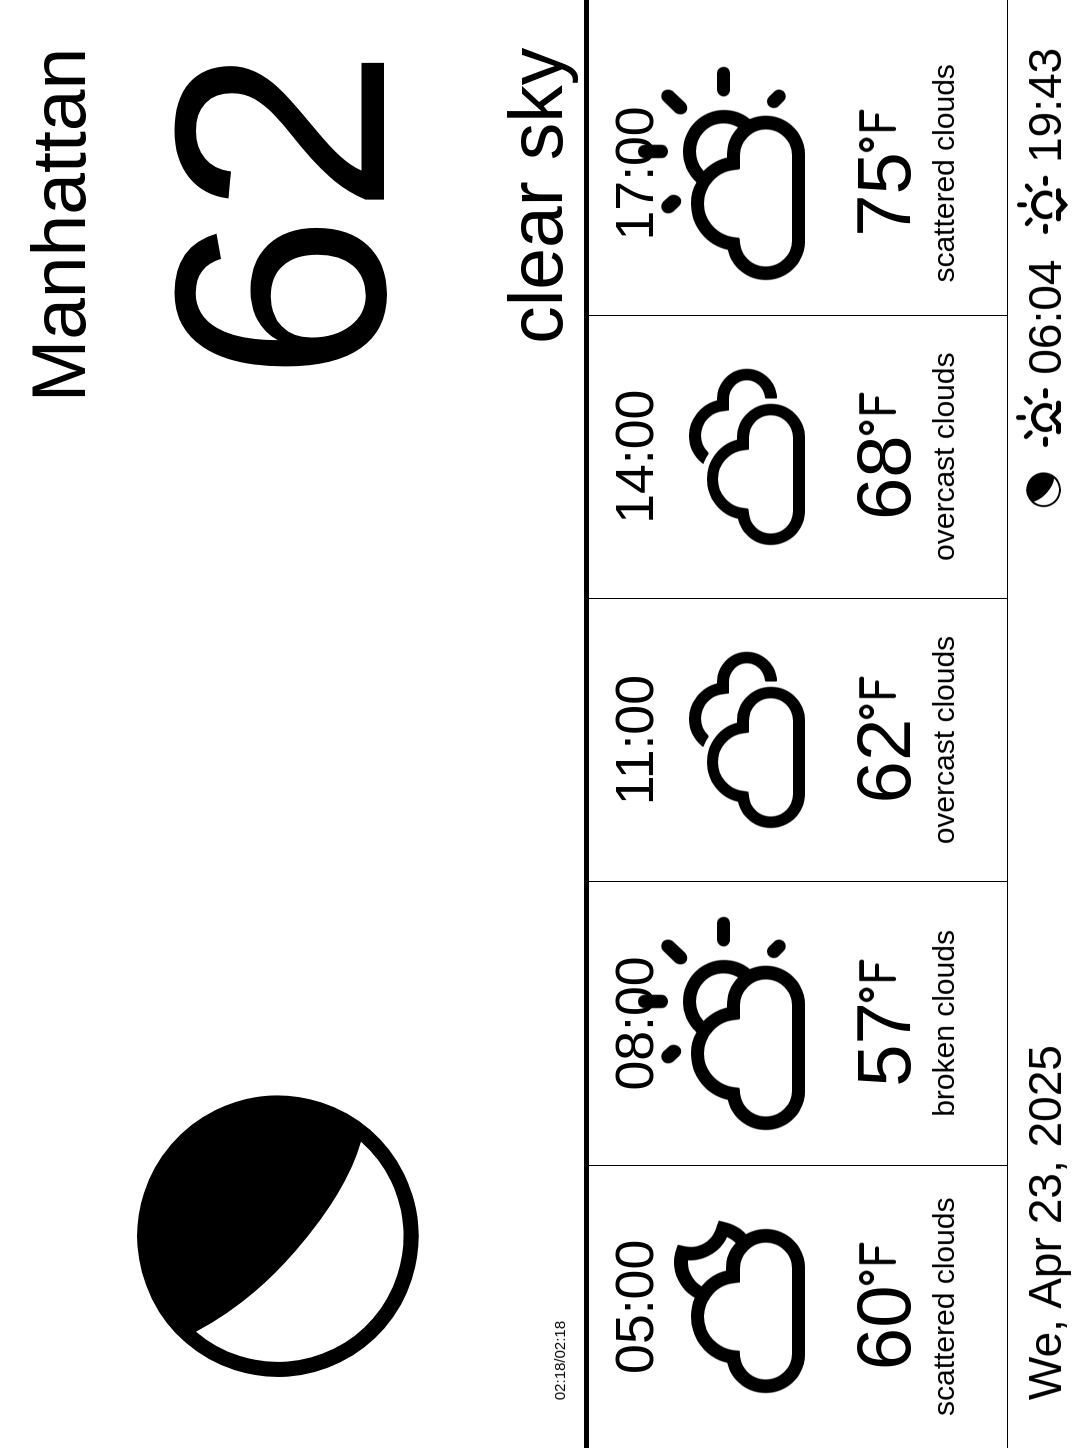 Manhattan
62
clear sky
02:18/02:18
05:00
60°F
scattered clouds
08:00
57°F
broken clouds
11:00
62°F
overcast clouds
14:00
68°F
overcast clouds
17:00
75°F
scattered clouds
We, Apr 23, 2025
06:04 19:43